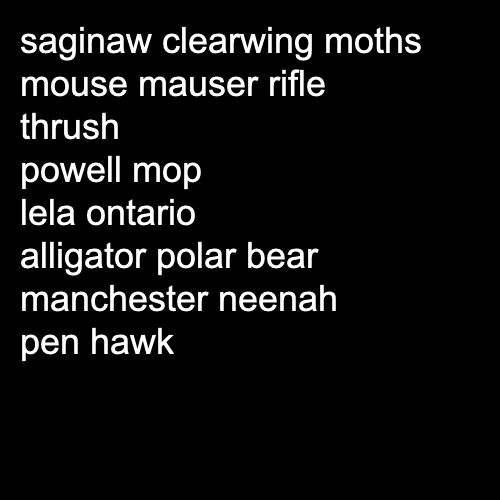 saginaw clearwing moths
mouse mauser rifle
thrush
powell mop
lela ontario
alligator polar bear
manchester neenah
pen hawk